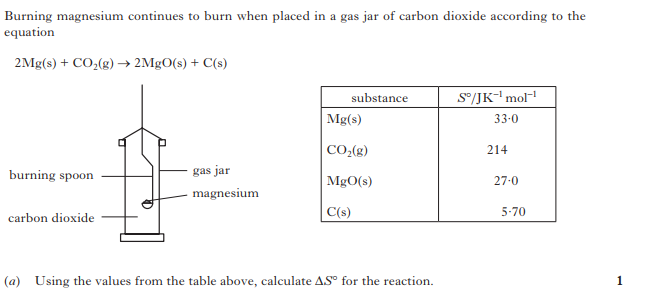 Burning magnesium continues to burn when placed in a gas jar of carbon dioxide according to the
equation
2Mg(s) + CO₂(g) → 2MgO(s) + C(s)
burning spoon
carbon dioxide
gas jar
magnesium
substance S°/JK⁻¹ mol⁻¹
Mg(s) 33·0
CO₂(g) 214
MgO(s) 27·0
C(s) 5·70
(a) Using the values from the table above, calculate ΔS° for the reaction. 1